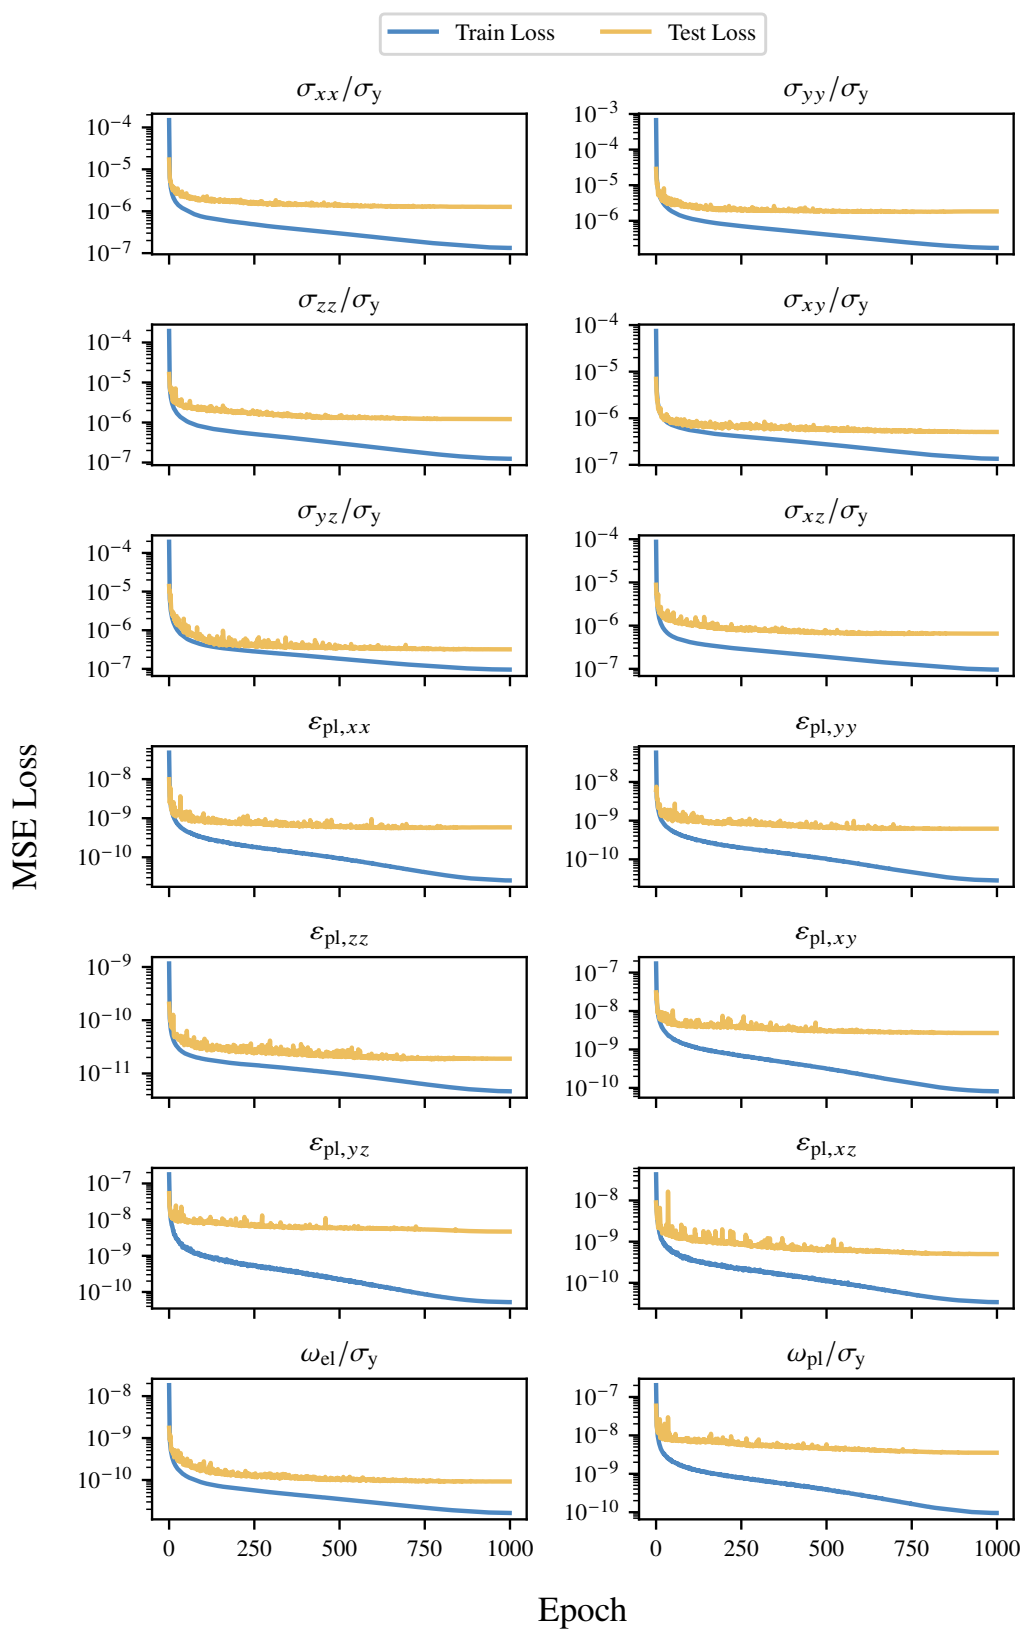 Train Loss Test Loss
σxx/σy σyy/σy
10⁻⁴ 10⁻³
10⁻⁵ 10⁻⁴
10⁻⁶ 10⁻⁵
10⁻⁷ 10⁻⁶
σzz/σy σxy/σy
10⁻⁴ 10⁻⁴
10⁻⁵ 10⁻⁵
10⁻⁶ 10⁻⁶
10⁻⁷ 10⁻⁷
σyz/σy σxz/σy
10⁻⁴ 10⁻⁴
10⁻⁵ 10⁻⁵
10⁻⁶ 10⁻⁶
10⁻⁷ 10⁻⁷
MSE Loss
εpl,xx εpl,yy
10⁻⁸ 10⁻⁸
10⁻⁹ 10⁻⁹
10⁻¹⁰ 10⁻¹⁰
εpl,zz εpl,xy
10⁻⁹ 10⁻⁷
10⁻¹⁰ 10⁻⁸
10⁻¹¹ 10⁻⁹
10⁻¹⁰
εpl,yz εpl,xz
10⁻⁷ 10⁻⁸
10⁻⁸ 10⁻⁹
10⁻⁹ 10⁻¹⁰
10⁻¹⁰
ωel/σy ωpl/σy
10⁻⁸ 10⁻⁷
10⁻⁹ 10⁻⁸
10⁻¹⁰ 10⁻⁹
10⁻¹⁰
0 250 500 750 1000 0 250 500 750 1000
Epoch